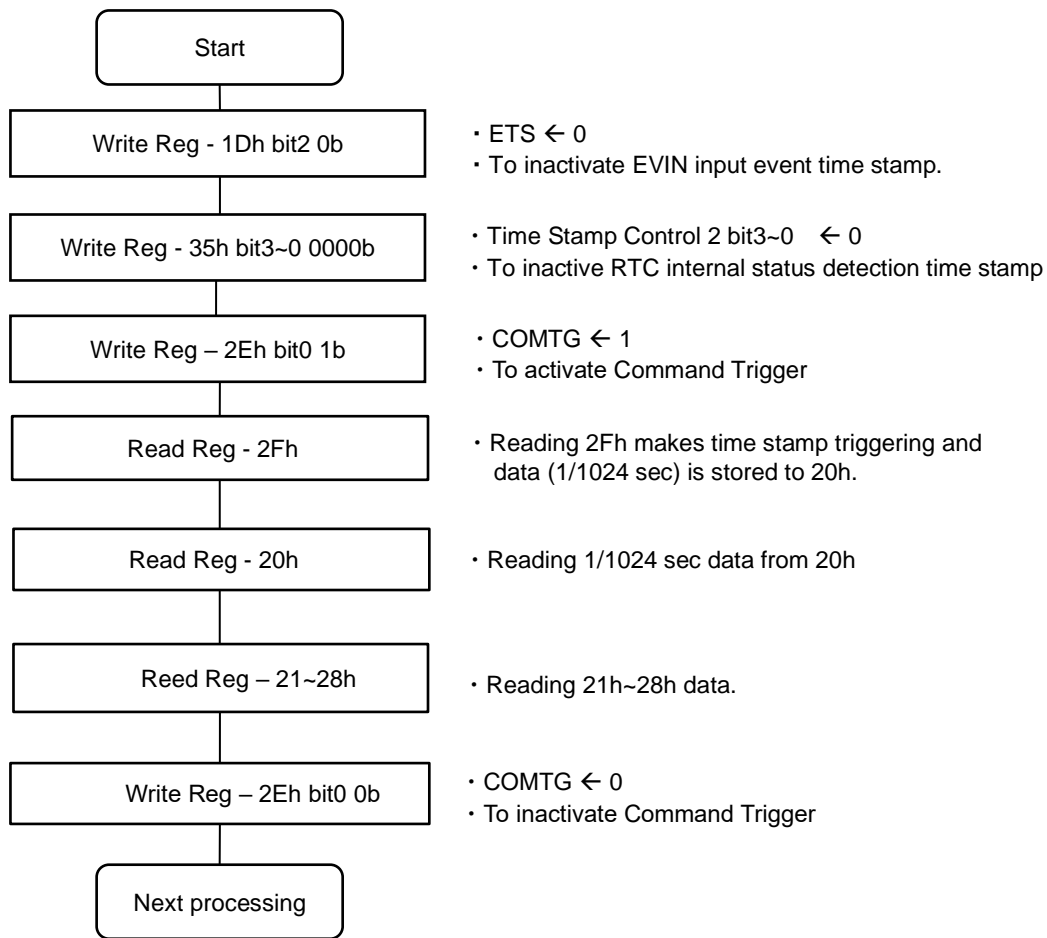 Start
Write Reg - 1Dh bit2 0b
・ETS ← 0
・To inactivate EVIN input event time stamp.
Write Reg - 35h bit3~0 0000b
・Time Stamp Control 2 bit3~0 ← 0
・To inactive RTC internal status detection time stamp
Write Reg – 2Eh bit0 1b
・COMTG ← 1
・To activate Command Trigger
Read Reg - 2Fh
・Reading 2Fh makes time stamp triggering and
data (1/1024 sec) is stored to 20h.
Read Reg - 20h
・Reading 1/1024 sec data from 20h
Reed Reg – 21~28h
・Reading 21h~28h data.
Write Reg – 2Eh bit0 0b
・COMTG ← 0
・To inactivate Command Trigger
Next processing